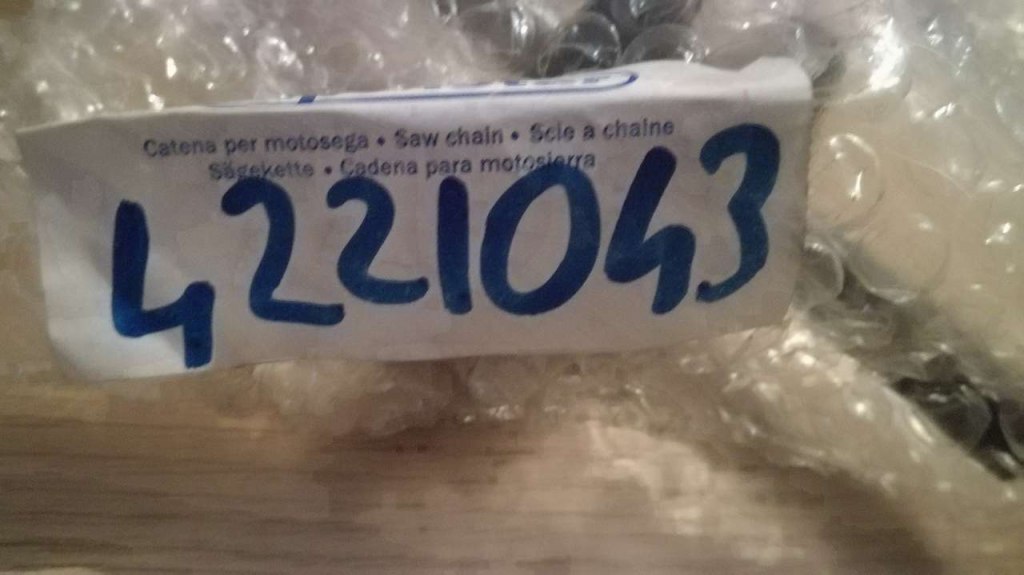 Catena per motosega • Saw chain • Scie a chaine
Sägekette • Cadena para motosierra
4221043